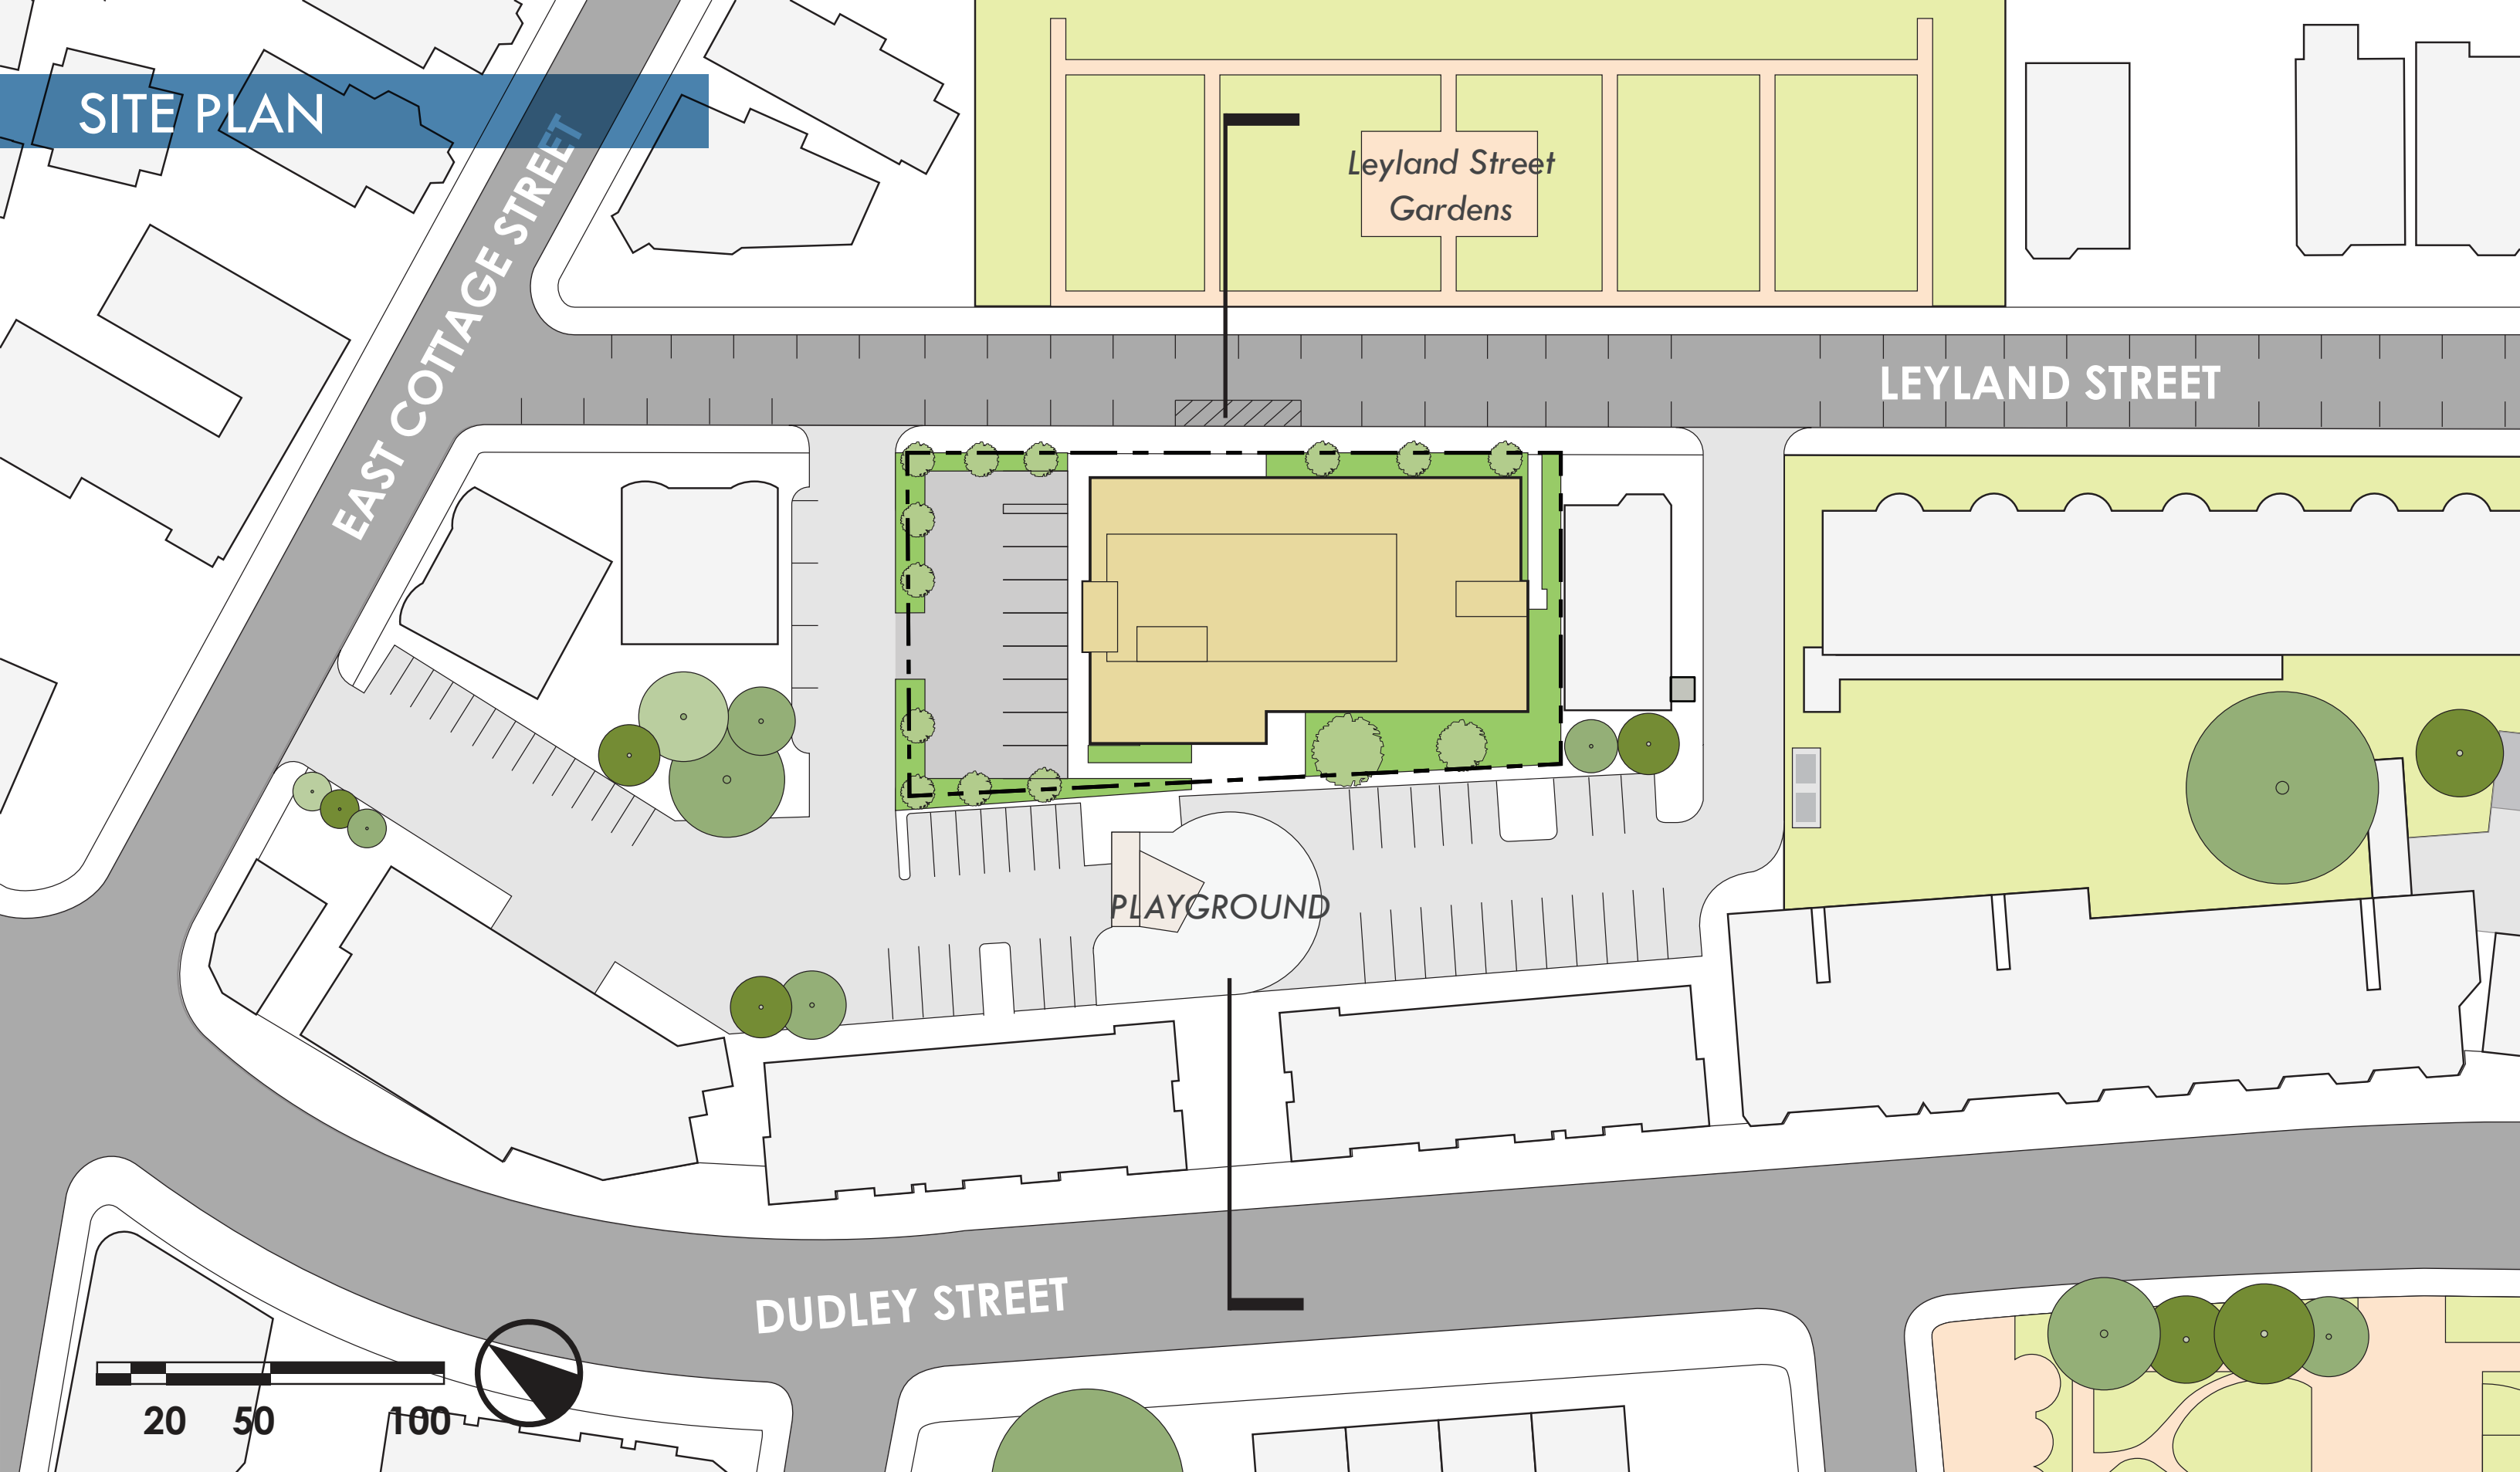 SITE PLAN
EAST COTTAGE STREET
Leyland Street
Gardens
LEYLAND STREET
PLAYGROUND
DUDLEY STREET
20 50 100